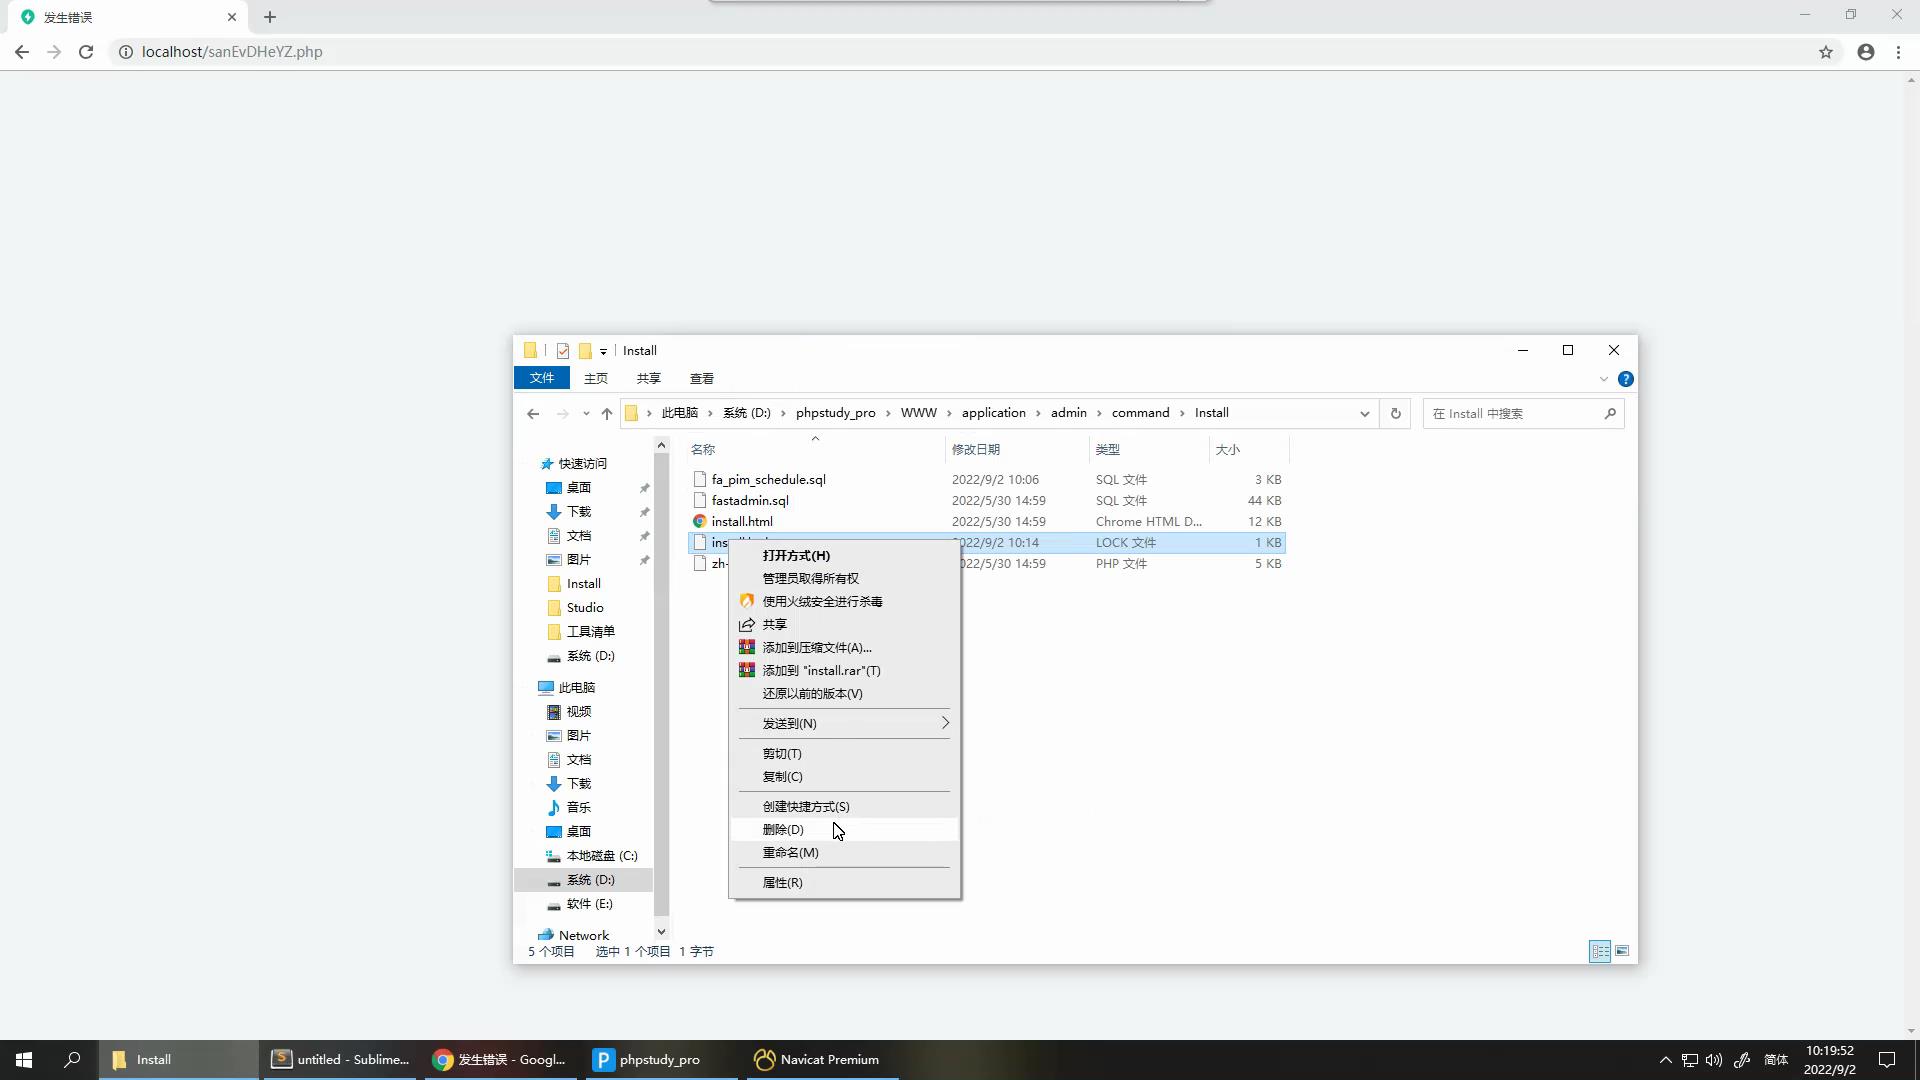 发生错误
localhost/sanEvDHeYZ.php
Install
文件 主页 共享 查看
此电脑 系统 (D:) phpstudy_pro WWW application admin command Install
在 Install 中搜索
名称 修改日期 类型 大小
fa_pim_schedule.sql 2022/9/2 10:06 SQL 文件 3 KB
fastadmin.sql 2022/5/30 14:59 SQL 文件 44 KB
install.html 2022/5/30 14:59 Chrome HTML D... 12 KB
2022/9/2 10:14 LOCK 文件 1 KB
zh- 2022/5/30 14:59 PHP 文件 5 KB
快速访问
桌面
下载
文档
图片
Install
Studio
工具清单
系统 (D:)
此电脑
视频
图片
文档
下载
音乐
桌面
本地磁盘 (C:)
系统 (D:)
软件 (E:)
Network
打开方式(H)
管理员取得所有权
使用火绒安全进行杀毒
共享
添加到压缩文件(A)...
添加到 "install.rar"(T)
还原以前的版本(V)
发送到(N)
剪切(T)
复制(C)
创建快捷方式(S)
删除(D)
重命名(M)
属性(R)
5 个项目 选中 1 个项目 1 字节
Install
untitled - Sublime...
发生错误 - Googl...
phpstudy_pro
Navicat Premium
简体
10:19:52
2022/9/2